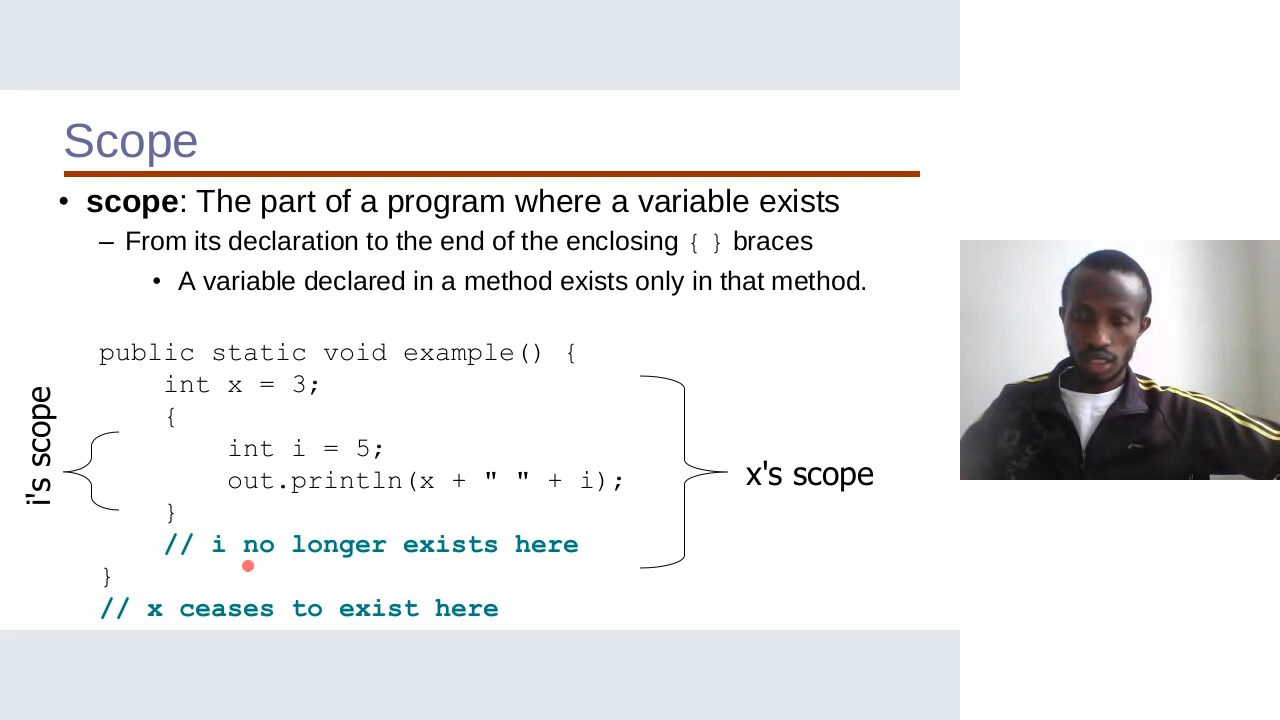 Scope
• scope: The part of a program where a variable exists
– From its declaration to the end of the enclosing { } braces
• A variable declared in a method exists only in that method.
public static void example() {
int x = 3;
{
int i = 5;
out.println(x + " " + i);
}
// i no longer exists here
}
// x ceases to exist here
i's scope
x's scope